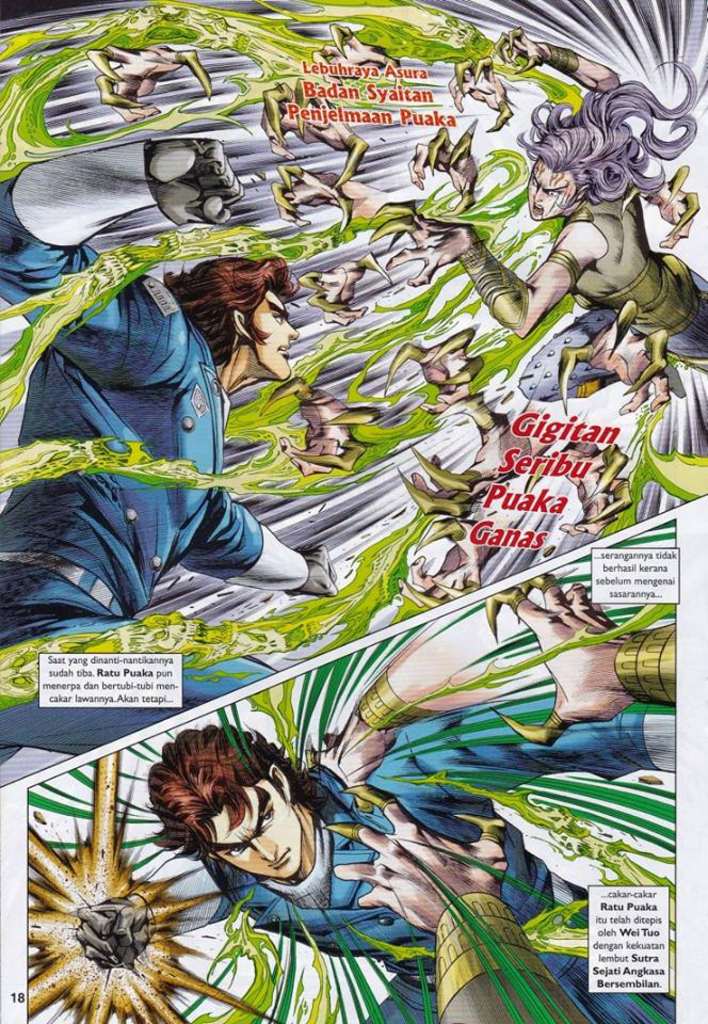 Lebuhraya Asura
Badan Syaitan
Penjelmaan Puaka
Gigitan
Seribu
Puaka
Ganas
...serangannya tidak
berhasil kerana
sebelum mengenai
sasarannya...
Saat yang dinanti-nantikannya
sudah tiba. Ratu Puaka pun
menerpa dan bertubi-tubi men-
cakar lawannya. Akan tetapi...
...cakar-cakar
Ratu Puaka
itu telah ditepis
oleh Wei Tuo
dengan kekuatan
lembut Sutra
Sejati Angkasa
Bersembilan.
18